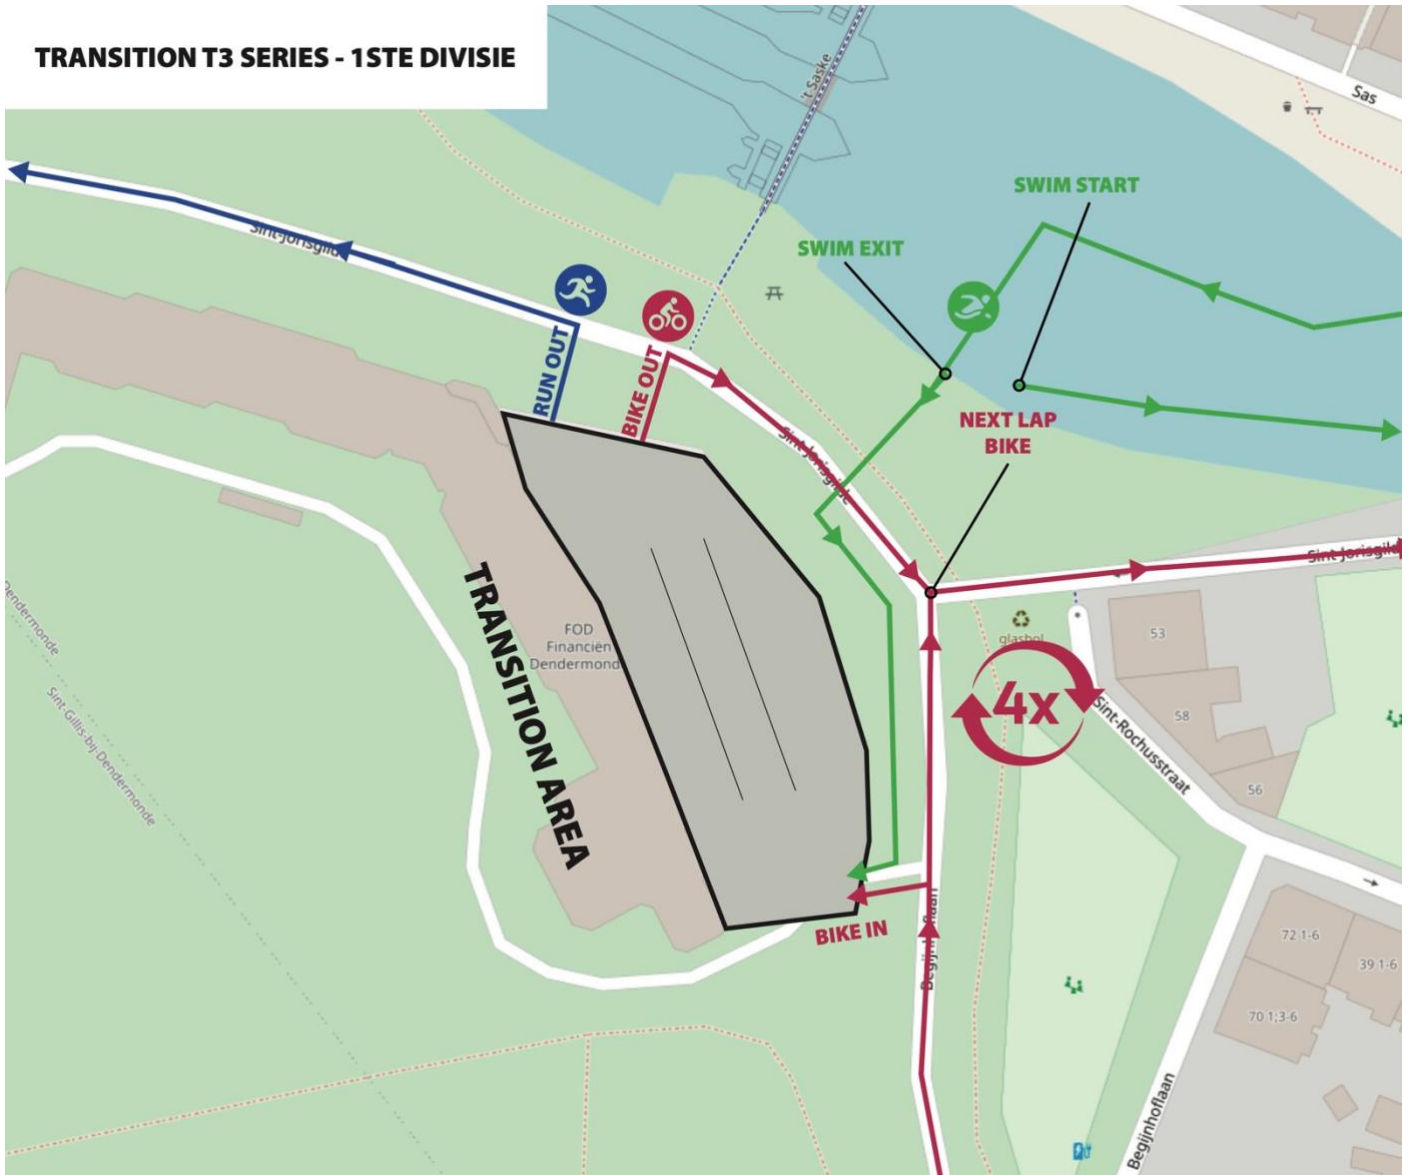 TRANSITION T3 SERIES - 1STE DIVISIE
't Saske
Sas
SWIM START
SWIM EXIT
Sint-Jorisgilde
RUN OUT
BIKE OUT
NEXT LAP
BIKE
Sint-Jorisgilde
Sint-Jorisgild
TRANSITION AREA
FOD
Financiën
Dendermonde
glasbol
53
4x
58
Sint-Rochusstraat
56
Dendermonde
Sint-Gillis-bij-Dendermonde
BIKE IN
Begijnhoflaan
72 1-6
39 1-6
70 1;3-6
Begijnhoflaan